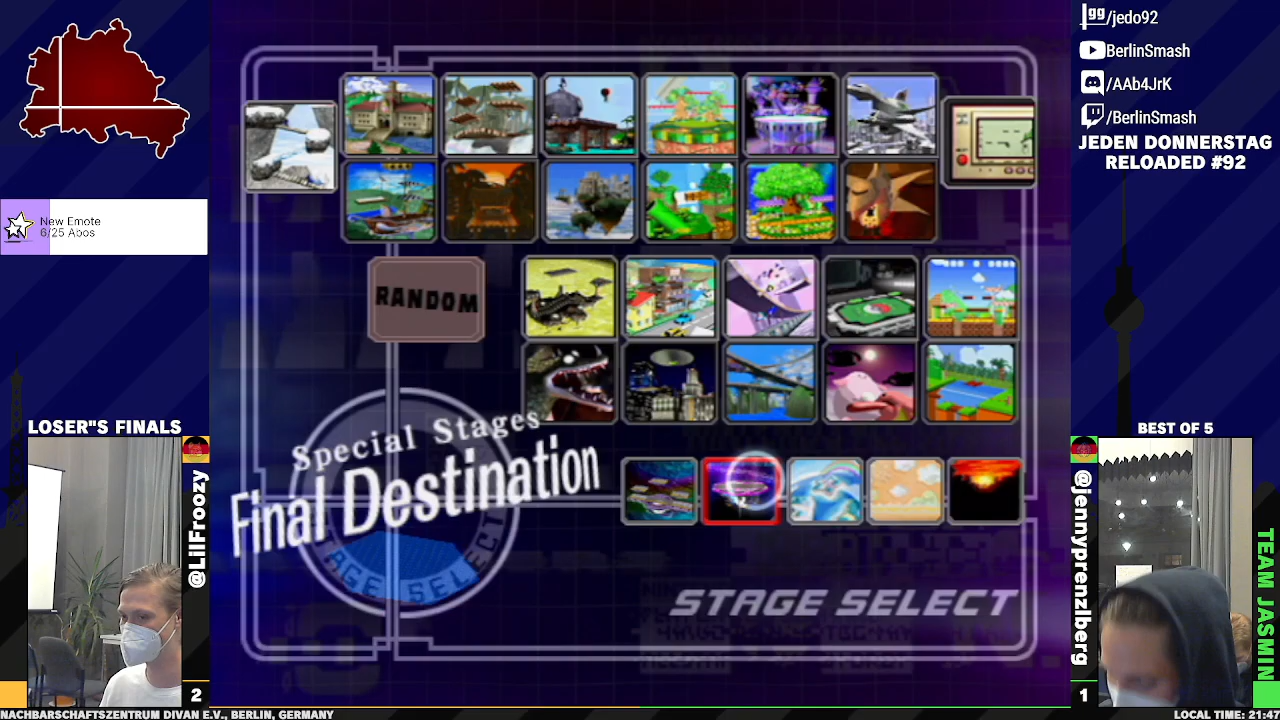 /jedo92
BerlinSmash
/AAb4JrK
/BerlinSmash
JEDEN DONNERSTAG
RELOADED #92
New Emote
6/25 Abos
RANDOM
Special Stages
Final Destination
STAGE SELECT
LOSER"S FINALS
@LilFroozy
2
BEST OF 5
@jennyprenzlberg
TEAM JASMIN
1
NACHBARSCHAFTSZENTRUM DIVAN E.V., BERLIN, GERMANY
LOCAL TIME: 21:47